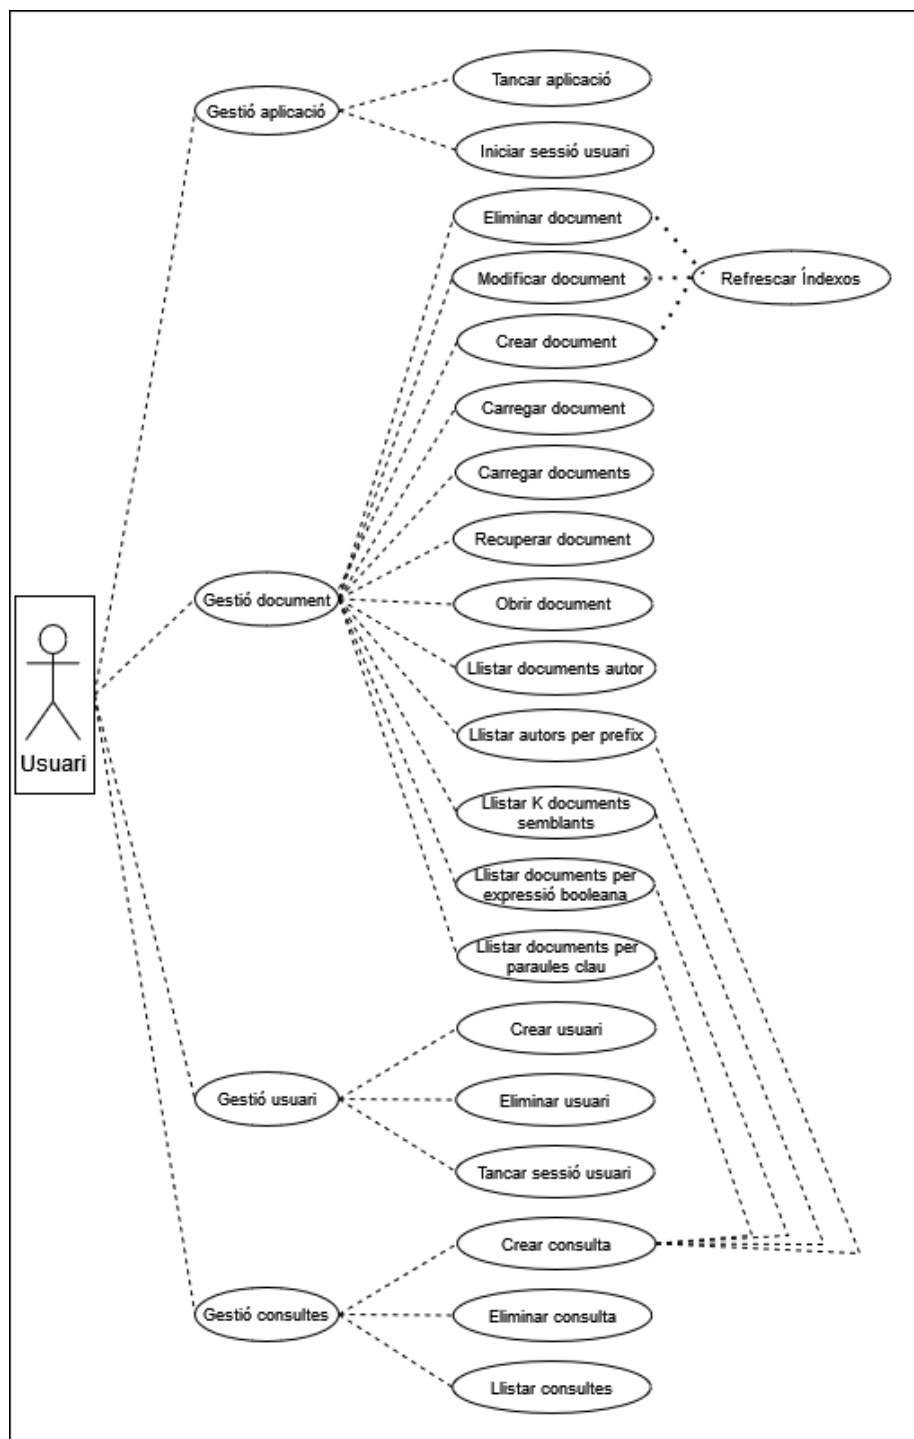 Tancar aplicació
Gestió aplicació
Iniciar sessió usuari
Eliminar document
Modificar document
Refrescar Índexos
Crear document
Carregar document
Carregar documents
Recuperar document
Gestió document
Obrir document
Llistar documents autor
Llistar autors per prefix
Usuari
Llistar K documents
semblants
Llistar documents per
expressió booleana
Llistar documents per
paraules clau
Crear usuari
Gestió usuari
Eliminar usuari
Tancar sessió usuari
Crear consulta
Gestió consultes
Eliminar consulta
Llistar consultes